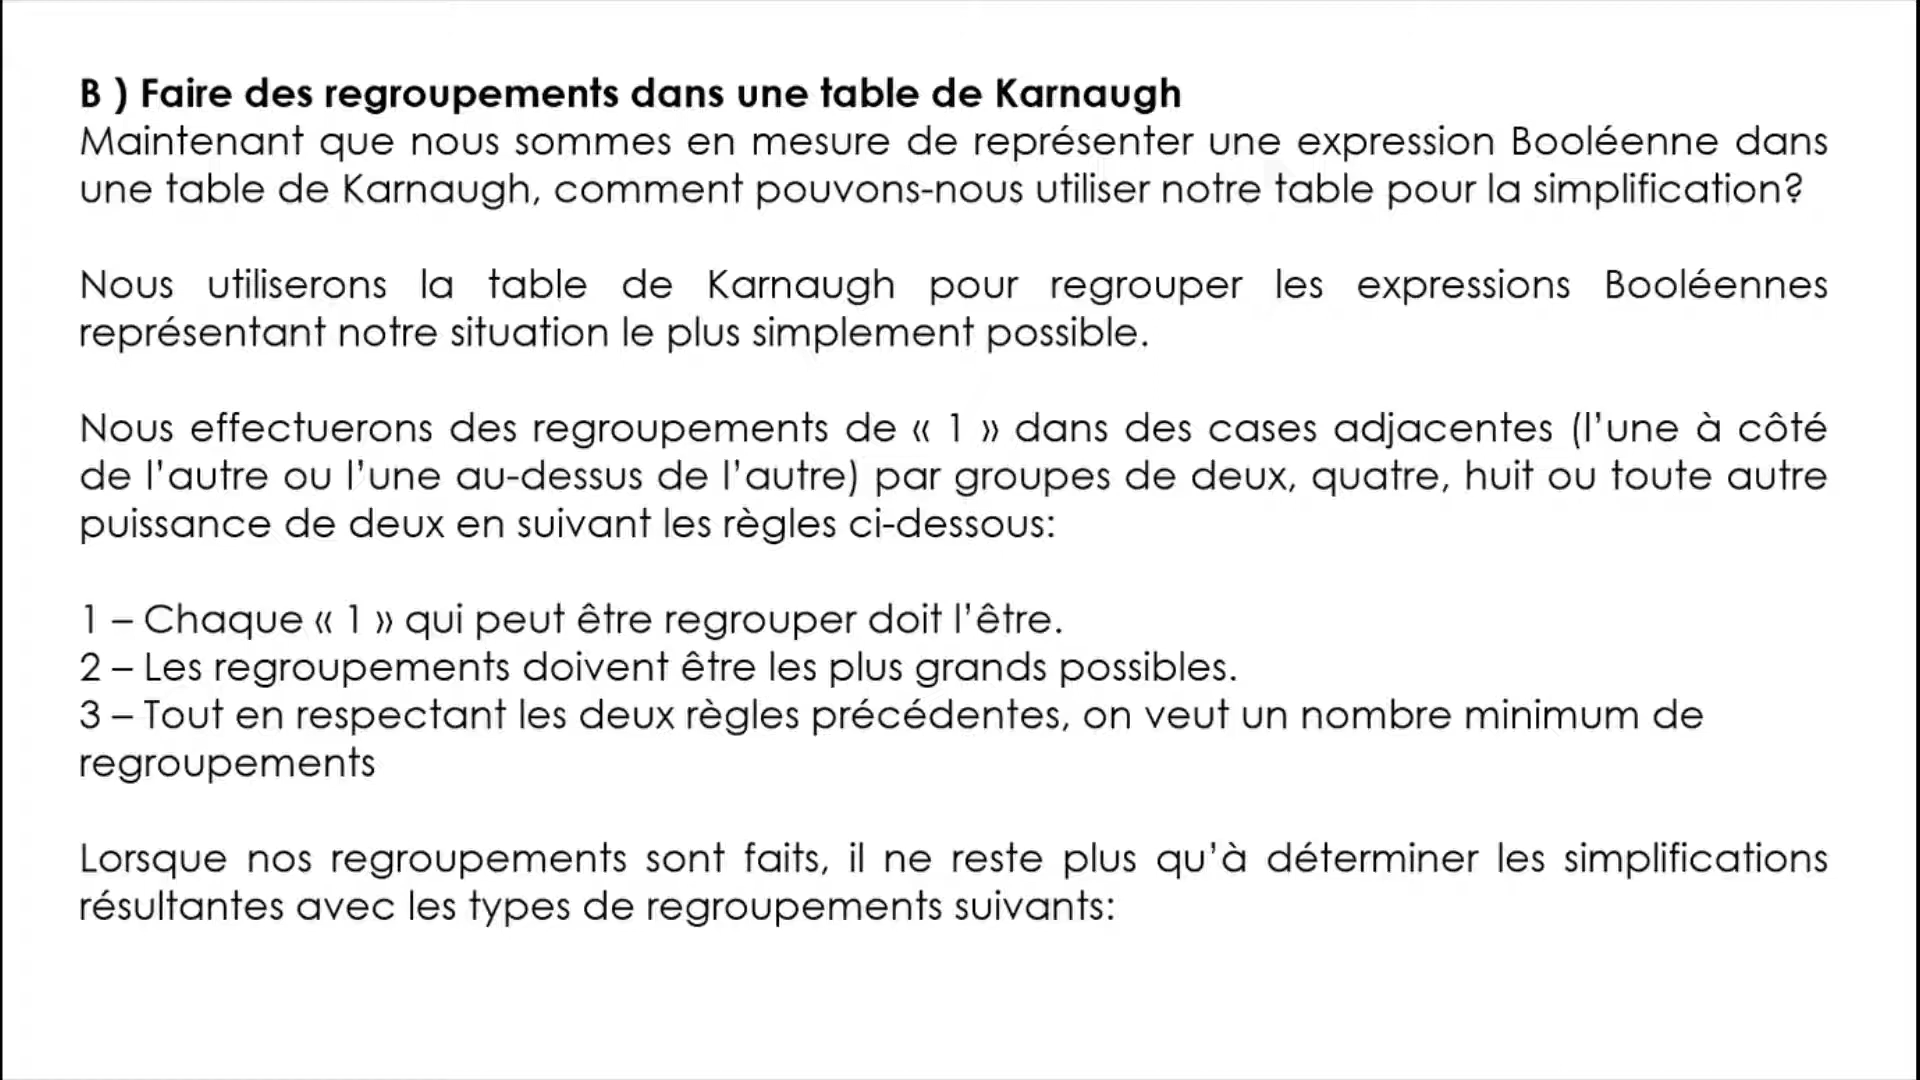 B ) Faire des regroupements dans une table de Karnaugh
Maintenant que nous sommes en mesure de représenter une expression Booléenne dans
une table de Karnaugh, comment pouvons-nous utiliser notre table pour la simplification?
Nous utiliserons la table de Karnaugh pour regrouper les expressions Booléennes
représentant notre situation le plus simplement possible.
Nous effectuerons des regroupements de « 1 » dans des cases adjacentes (l’une à côté
de l’autre ou l’une au-dessus de l’autre) par groupes de deux, quatre, huit ou toute autre
puissance de deux en suivant les règles ci-dessous:
1 – Chaque « 1 » qui peut être regrouper doit l’être.
2 – Les regroupements doivent être les plus grands possibles.
3 – Tout en respectant les deux règles précédentes, on veut un nombre minimum de
regroupements
Lorsque nos regroupements sont faits, il ne reste plus qu’à déterminer les simplifications
résultantes avec les types de regroupements suivants: